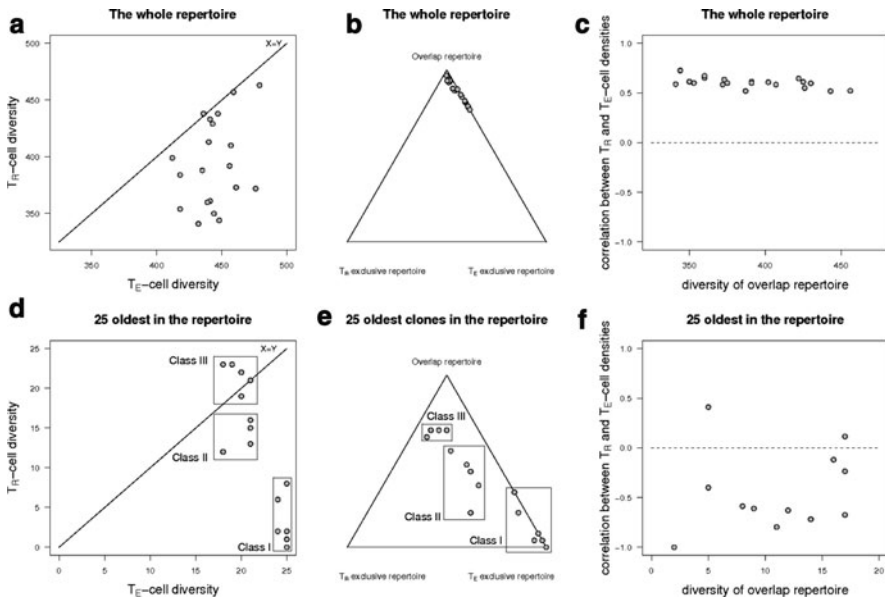 a
The whole repertoire
500
450
400
350
350
400
450
500
X=Y
TR-cell diversity
TE-cell diversity
b
The whole repertoire
Overlap repertoire
TR exclusive repertoire
TE exclusive repertoire
c
The whole repertoire
1.0
0.5
0.0
−0.5
−1.0
350
400
450
correlation between TR and TE-cell densities
diversity of overlap repertoire
d
25 oldest in the repertoire
25
20
15
10
5
0
0
5
10
15
20
25
X=Y
Class III
Class II
Class I
TR-cell diversity
TE-cell diversity
e
25 oldest clones in the repertoire
Overlap repertoire
Class III
Class II
Class I
TR exclusive repertoire
TE exclusive repertoire
f
25 oldest in the repertoire
1.0
0.5
0.0
−0.5
−1.0
0
5
10
15
20
correlation between TR and TE-cell densities
diversity of overlap repertoire